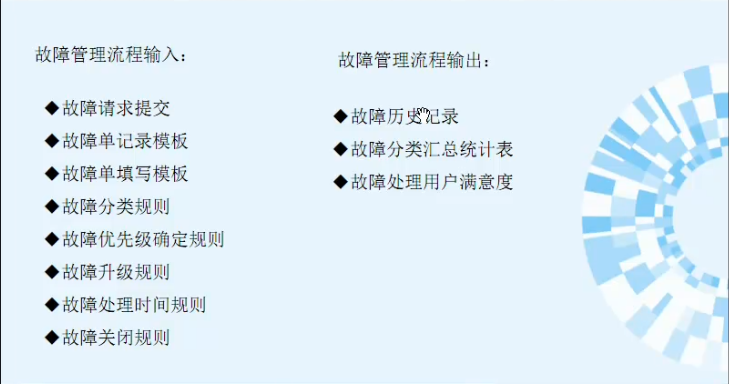 故障管理流程输入：
◆故障请求提交
◆故障单记录模板
◆故障单填写模板
◆故障分类规则
◆故障优先级确定规则
◆故障升级规则
◆故障处理时间规则
◆故障关闭规则
故障管理流程输出：
◆故障历史记录
◆故障分类汇总统计表
◆故障处理用户满意度